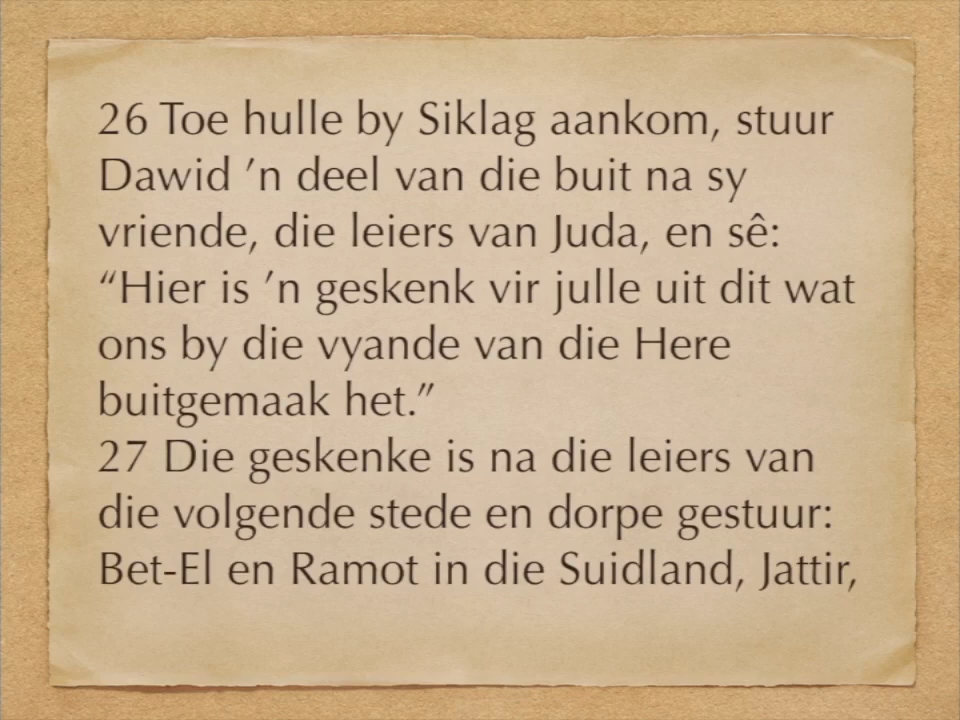 26 Toe hulle by Siklag aankom, stuur
Dawid ’n deel van die buit na sy
vriende, die leiers van Juda, en sê:
“Hier is ’n geskenk vir julle uit dit wat
ons by die vyande van die Here
buitgemaak het.”
27 Die geskenke is na die leiers van
die volgende stede en dorpe gestuur:
Bet-El en Ramot in die Suidland, Jattir,